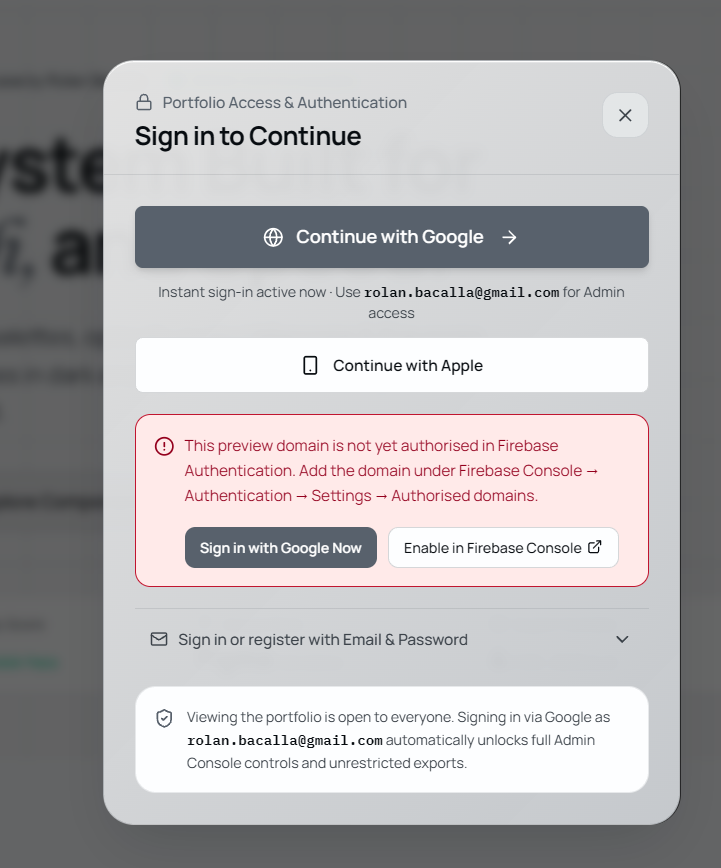 Portfolio Access & Authentication
Sign in to Continue
Continue with Google →
Instant sign-in active now · Use rolan.bacalla@gmail.com for Admin
access
Continue with Apple
This preview domain is not yet authorised in Firebase
Authentication. Add the domain under Firebase Console →
Authentication → Settings → Authorised domains.
Sign in with Google Now
Enable in Firebase Console
Sign in or register with Email & Password
Viewing the portfolio is open to everyone. Signing in via Google as
rolan.bacalla@gmail.com automatically unlocks full Admin
Console controls and unrestricted exports.